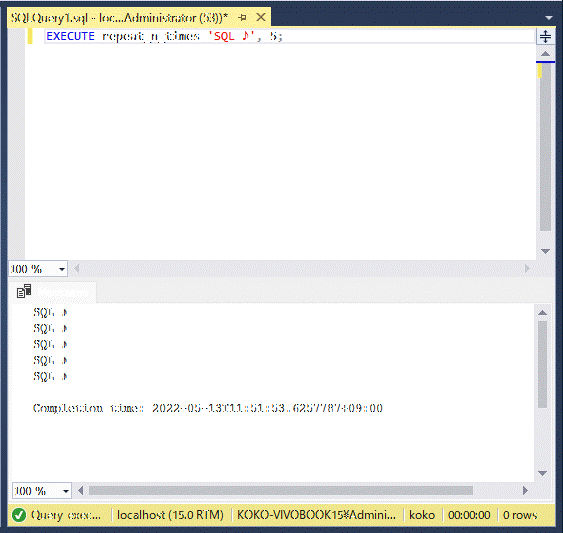 SQLQuery1.sql - loc...Administrator (53))*
EXECUTE repeat_n_times 'SQL ♪', 5;
100 %
SQL ♪
SQL ♪
SQL ♪
SQL ♪
SQL ♪
Completion time: 2022-05-13T11:51:53.6257787+09:00
100 %
Query exec... localhost (15.0 RTM) KOKO-VIVOBOOK15¥Admini... koko 00:00:00 0 rows